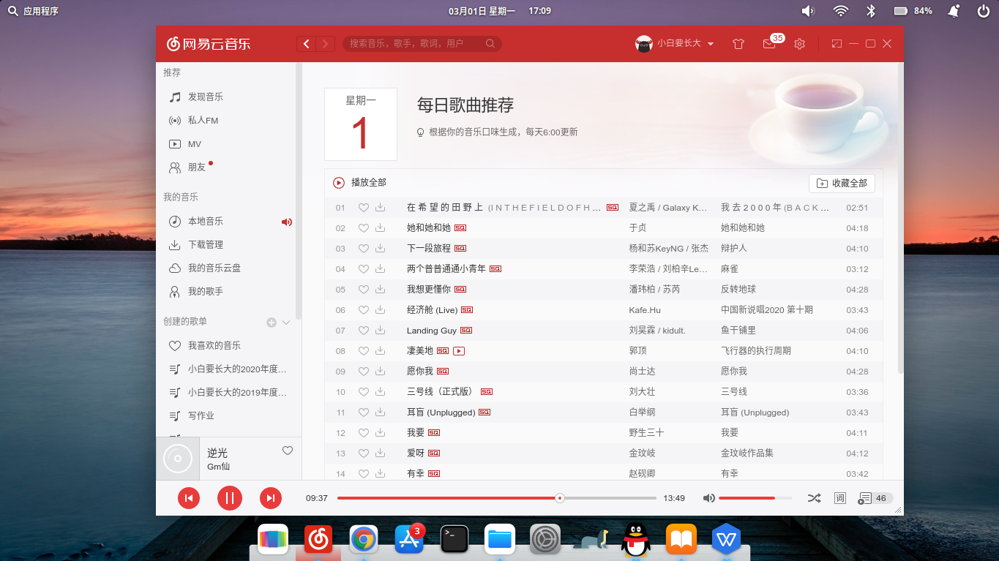 应用程序
03月01日 星期一 17:09
84%
网易云音乐
搜索音乐，歌手，歌词，用户
小白要长大
35
推荐
发现音乐
私人FM
MV
朋友
我的音乐
本地音乐
下载管理
我的音乐云盘
我的歌手
创建的歌单
我喜欢的音乐
小白要长大的2020年度...
小白要长大的2019年度...
写作业
逆光
Gm仙
星期一
1
每日歌曲推荐
根据你的音乐口味生成，每天6:00更新
播放全部
收藏全部
01 在 希 望 的 田 野 上 (I N T H E F I E L D O F H ... SQ 夏之禹 / Galaxy K... 我 去 2 0 0 0 年 (B A C K ... 02:51
02 她和她和她 SQ 于贞 她和她和她 04:18
03 下一段旅程 SQ 杨和苏KeyNG / 张杰 辩护人 04:10
04 两个普普通通小青年 SQ 李荣浩 / 刘柏辛Le... 麻雀 03:12
05 我想更懂你 SQ 潘玮柏 / 苏芮 反转地球 04:28
06 经济舱 (Live) SQ Kafe.Hu 中国新说唱2020 第十期 03:43
07 Landing Guy SQ 刘昊霖 / kidult. 鱼干铺里 04:06
08 凄美地 SQ 郭顶 飞行器的执行周期 04:10
09 愿你我 SQ 尚士达 愿你我 04:28
10 三号线（正式版） SQ 刘大壮 三号线 03:36
11 耳盲 (Unplugged) SQ 白举纲 耳盲 (Unplugged) 03:43
12 我要 SQ 野生三十 我要 04:11
13 爱呀 SQ 金玟岐 金玟岐作品集 04:12
14 有幸 SQ 赵砚卿 有幸 03:42
09:37
13:49
词
46
3
>_